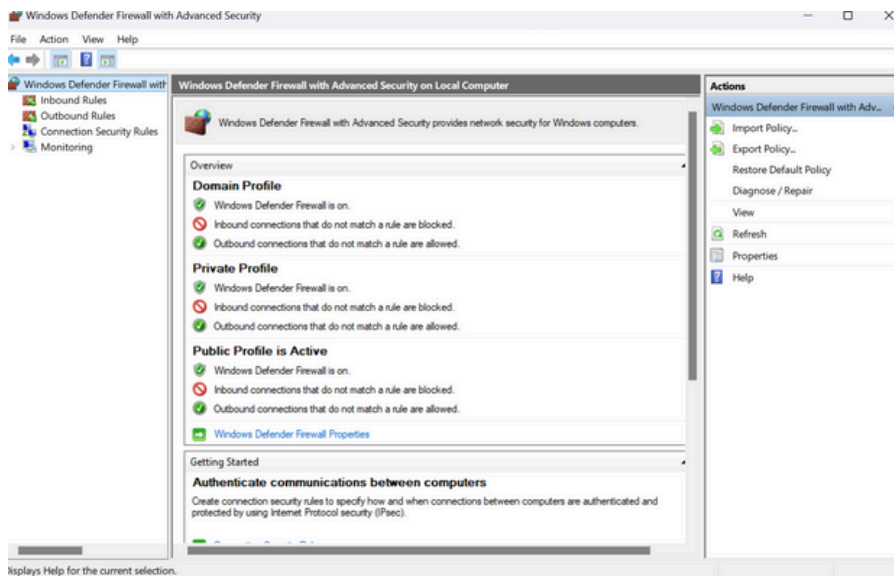 Windows Defender Firewall with Advanced Security
File Action View Help
Windows Defender Firewall with
Inbound Rules
Outbound Rules
Connection Security Rules
Monitoring
Windows Defender Firewall with Advanced Security on Local Computer
Windows Defender Firewall with Advanced Security provides network security for Windows computers.
Overview
Domain Profile
Windows Defender Firewall is on.
Inbound connections that do not match a rule are blocked.
Outbound connections that do not match a rule are allowed.
Private Profile
Windows Defender Firewall is on.
Inbound connections that do not match a rule are blocked.
Outbound connections that do not match a rule are allowed.
Public Profile is Active
Windows Defender Firewall is on.
Inbound connections that do not match a rule are blocked.
Outbound connections that do not match a rule are allowed.
Windows Defender Firewall Properties
Getting Started
Authenticate communications between computers
Create connection security rules to specify how and when connections between computers are authenticated and
protected by using Internet Protocol security (IPsec).
Actions
Windows Defender Firewall with Adv...
Import Policy...
Export Policy...
Restore Default Policy
Diagnose / Repair
View
Refresh
Properties
Help
Displays Help for the current selection.